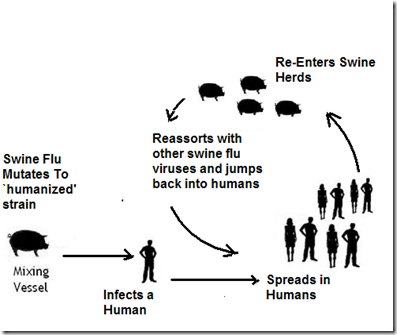 Re-Enters Swine
Herds
Reassorts with
other swine flu
viruses and jumps
back into humans
Swine Flu
Mutates To
`humanized'
strain
Mixing
Vessel
Infects a
Human
Spreads in
Humans